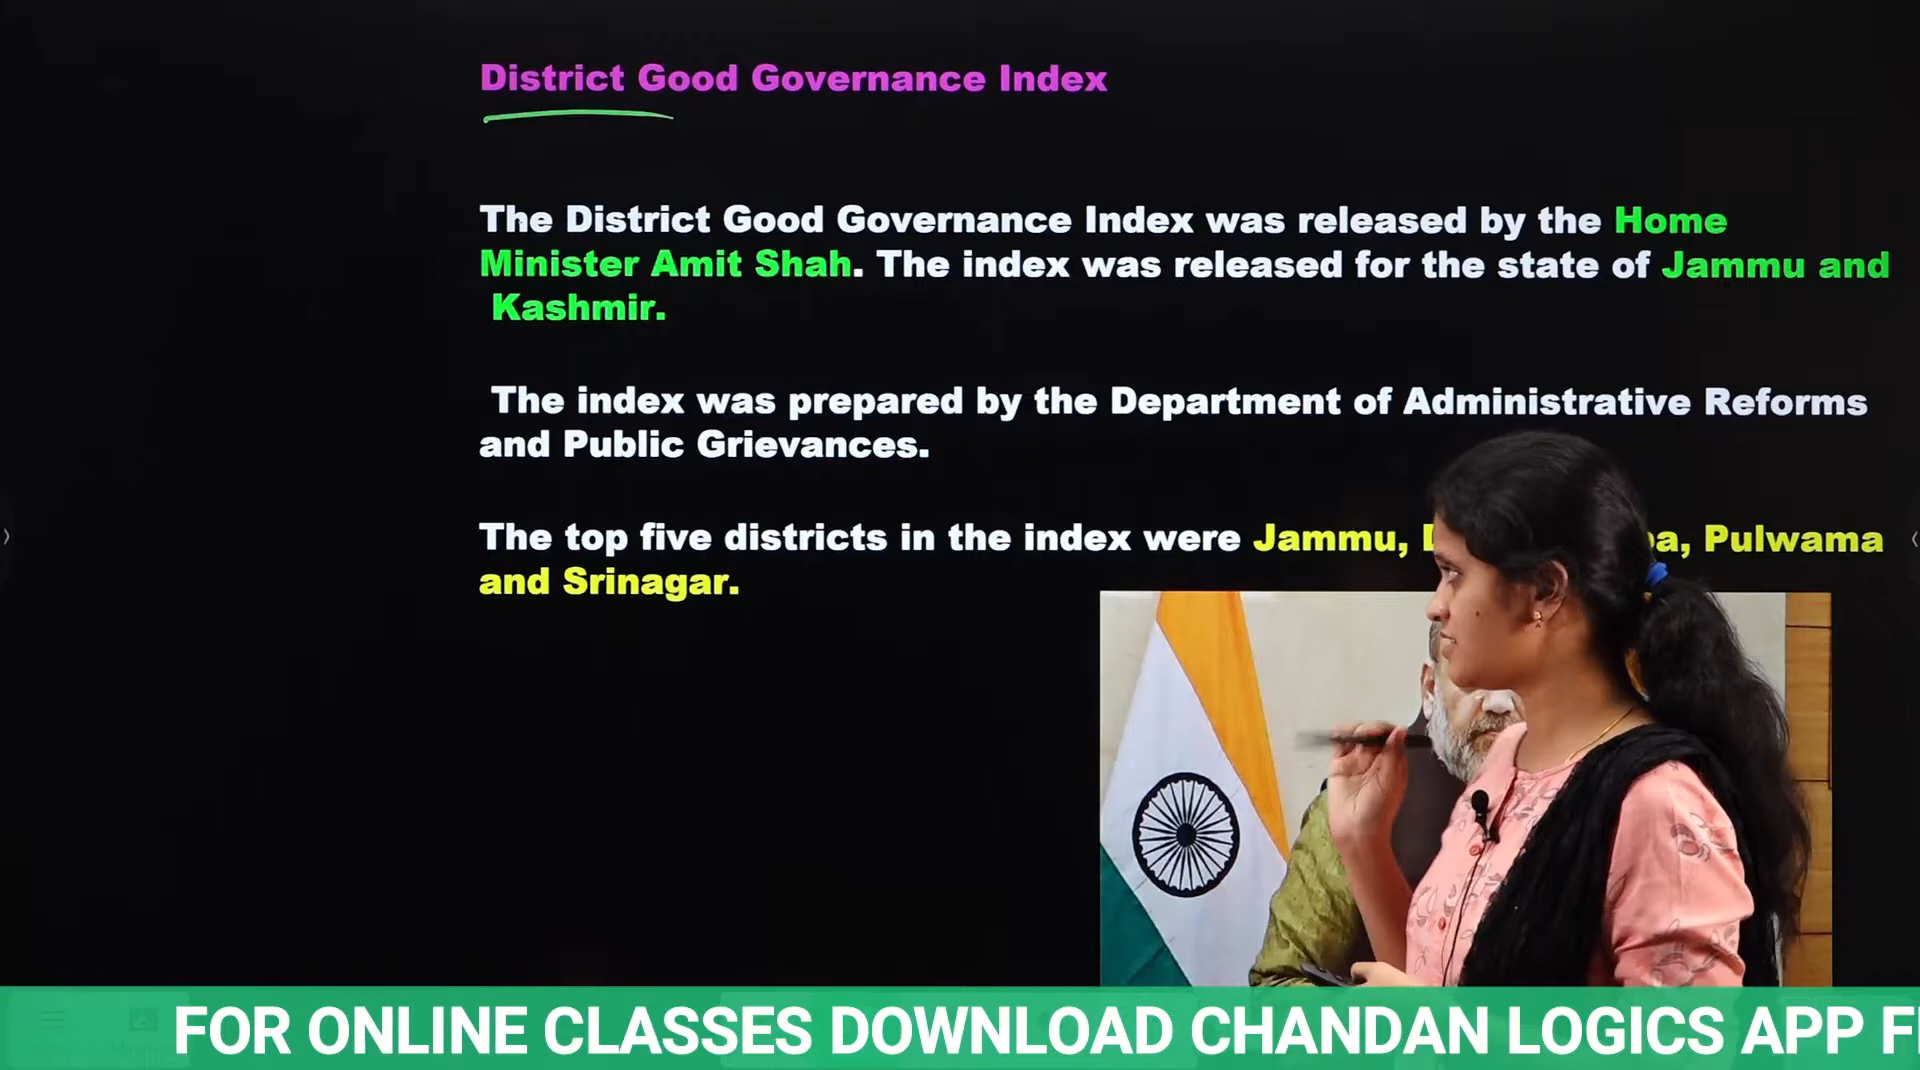 District Good Governance Index
The District Good Governance Index was released by the Home
Minister Amit Shah. The index was released for the state of Jammu and
Kashmir.
The index was prepared by the Department of Administrative Reforms
and Public Grievances.
The top five districts in the index were Jammu, Pulwama
and Srinagar.
FOR ONLINE CLASSES DOWNLOAD CHANDAN LOGICS APP